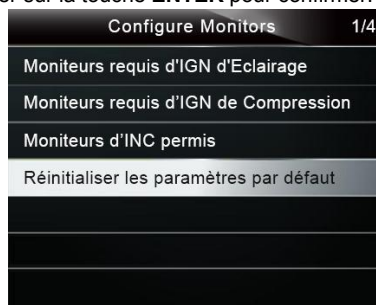 er sur la touche ENTER pour confirmer.
Configure Monitors 1/4
Moniteurs requis d'IGN d'Eclairage
Moniteurs requis d’IGN de Compression
Moniteurs d’INC permis
Réinitialiser les paramètres par défaut